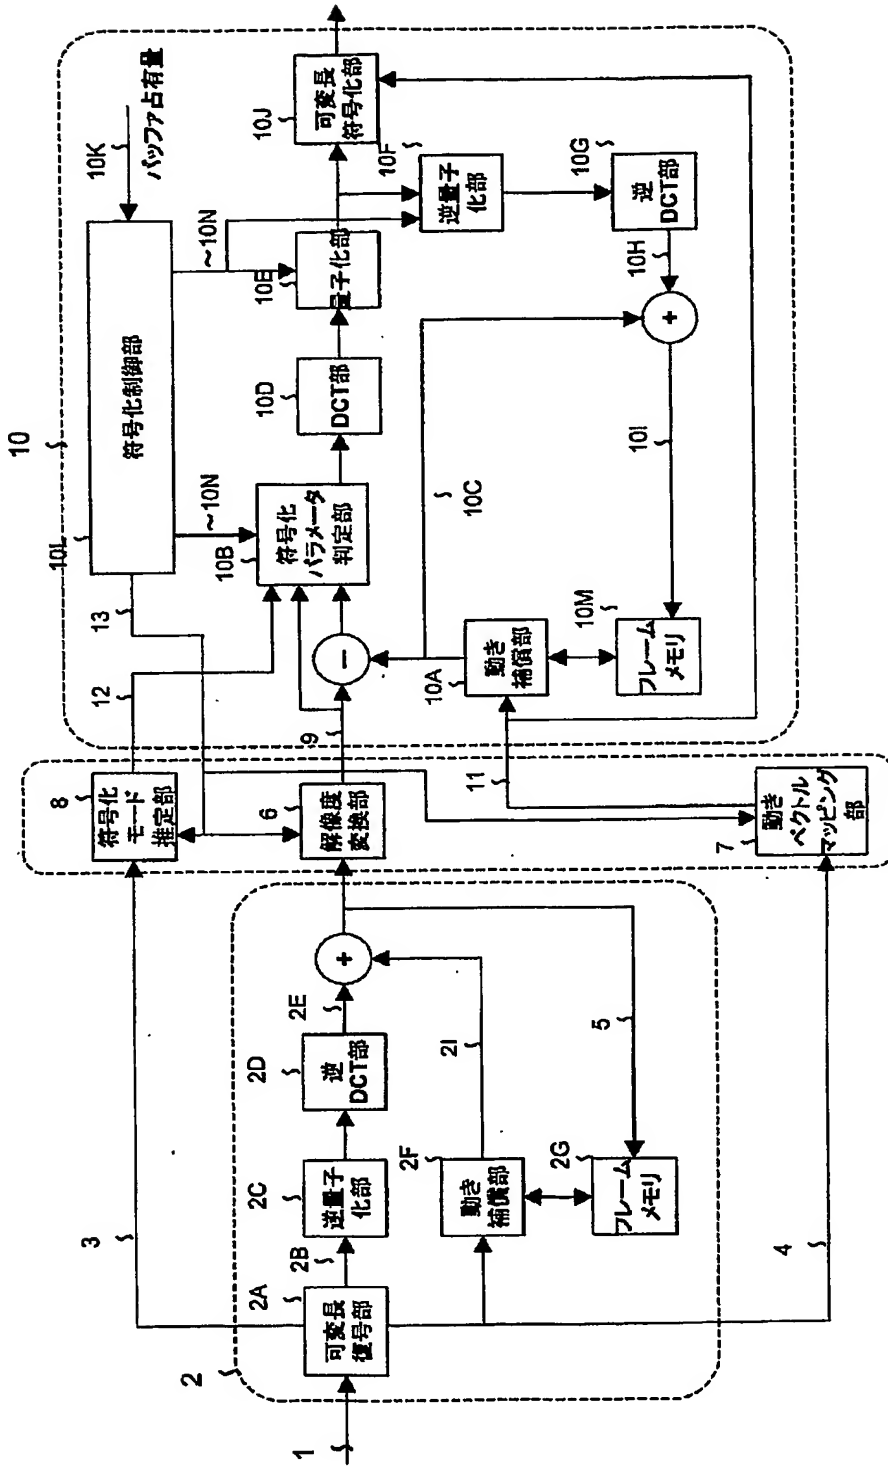 1
2
2A
可変長
復号部
2B
2C
逆量子
化部
2D
逆
DCT部
2E
+
2F
動き
補償部
2G
フレーム
メモリ
2I
3
4
5
8
符号化
モード
推定部
6
解像度
変換部
7
動き
ベクトル
マッピング
部
9
11
12
13
10
10L
符号化制御部
10K
バッファ占有量
~10N
~10N
10B
符号化
パラメータ
判定部
−
10D
DCT部
10E
量子化部
10J
可変長
符号化部
10F
逆量子
化部
10G
逆
DCT部
10H
+
10I
10C
10A
動き
補償部
10M
フレーム
メモリ